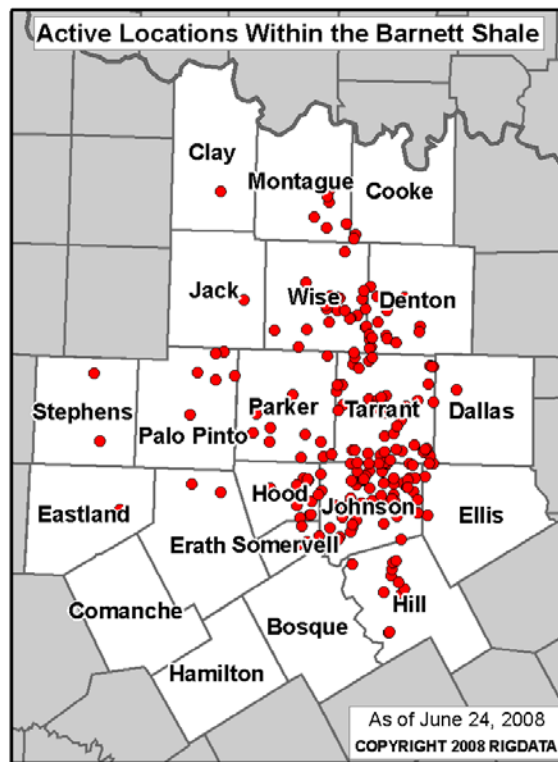 Active Locations Within the Barnett Shale
Clay
Montague
Cooke
Jack
Wise
Denton
Stephens
Palo Pinto
Parker
Tarrant
Dallas
Eastland
Erath
Hood
Somervell
Johnson
Ellis
Comanche
Hamilton
Bosque
Hill
As of June 24, 2008
COPYRIGHT 2008 RIGDATA